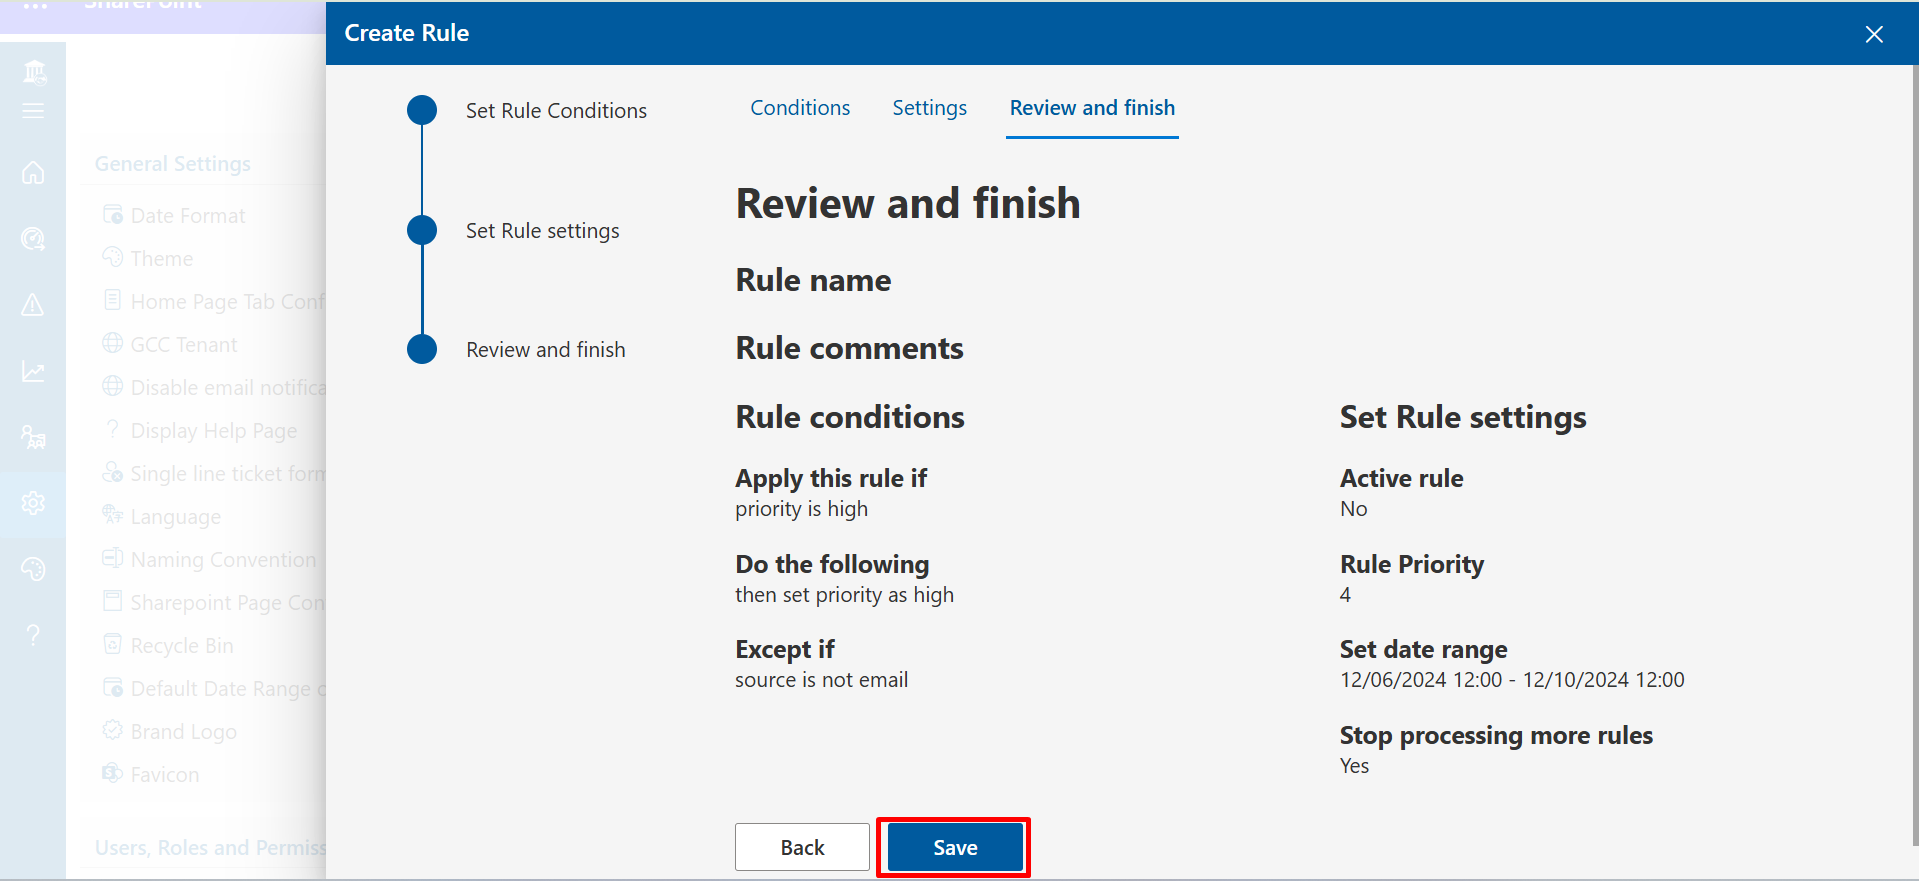 SharePoint
Create Rule
General Settings
Date Format
Theme
Home Page Tab Conf
GCC Tenant
Disable email notifica
Display Help Page
Single line ticket form
Language
Naming Convention
Sharepoint Page Con
Recycle Bin
Default Date Range o
Brand Logo
Favicon
Users, Roles and Permiss
Set Rule Conditions
Set Rule settings
Review and finish
Conditions Settings Review and finish
Review and finish
Rule name
Rule comments
Rule conditions
Apply this rule if
priority is high
Do the following
then set priority as high
Except if
source is not email
Set Rule settings
Active rule
No
Rule Priority
4
Set date range
12/06/2024 12:00 - 12/10/2024 12:00
Stop processing more rules
Yes
Back Save